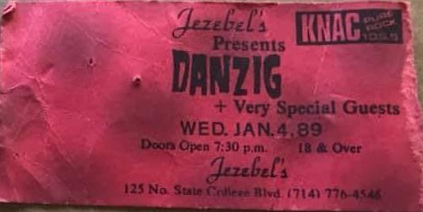 Jezebel's
Presents
KNAC PURE ROCK 105.5
DANZIG
+ Very Special Guests
WED. JAN. 4, 89
Doors Open 7:30 p.m. 18 & Over
Jezebel's
125 No. State College Blvd. (714) 776-4546